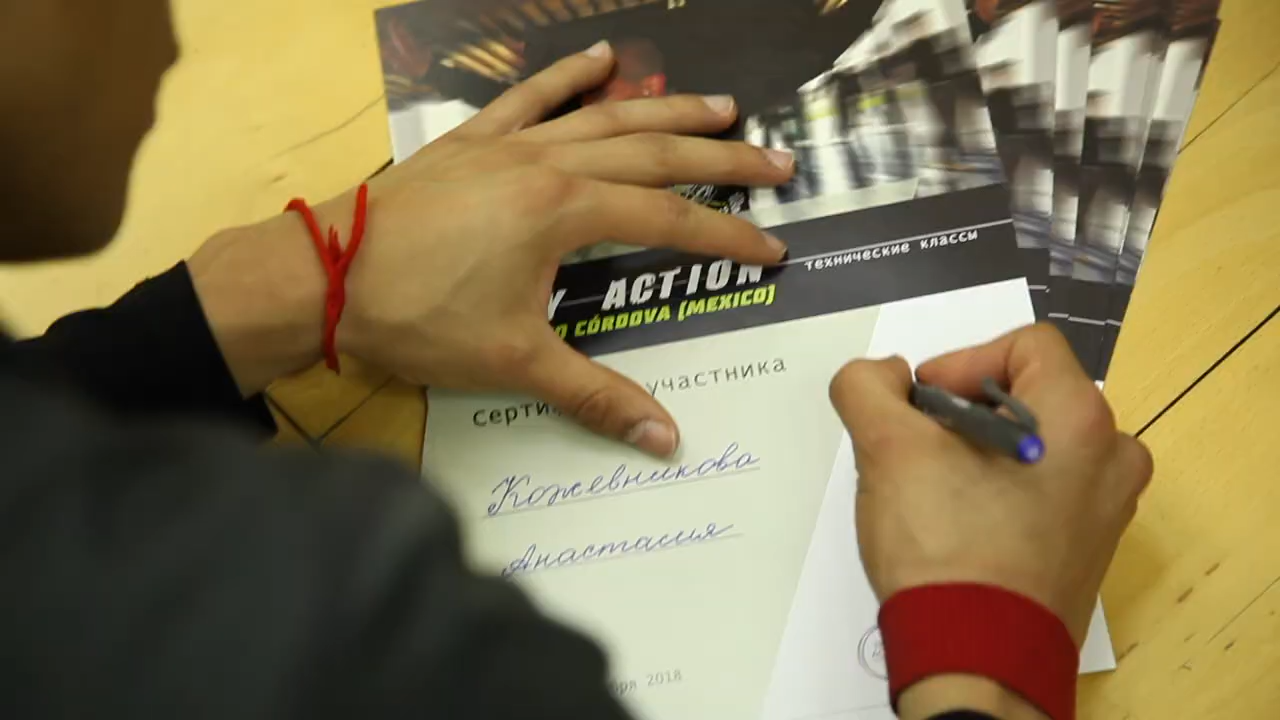 ACTION
технические классы
CÓRDOVA (MEXICO)
участника
Кожевникова
Анастасия
2018